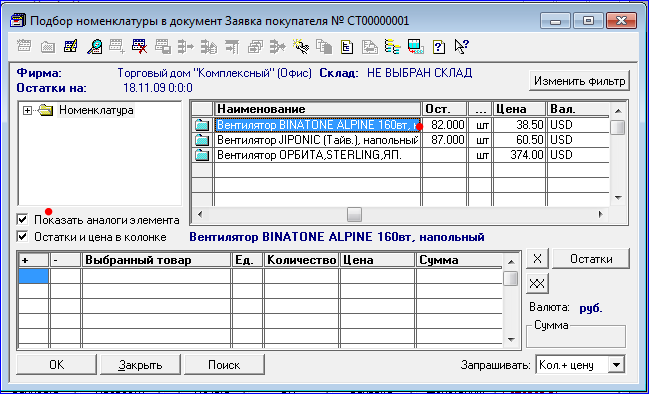 Подбор номенклатуры в документ Заявка покупателя № СТ00000001
Фирма: Торговый дом "Комплексный" (Офис) Склад: НЕ ВЫБРАН СКЛАД
Остатки на: 18.11.09 0:0:0
Изменить фильтр
Номенклатура
Наименование Ост. ... Цена Вал.
Вентилятор BINATONE ALPINE 160вт, 82.000 шт 38.50 USD
Вентилятор JIPONIC (Тайв.), напольный 87.000 шт 60.50 USD
Вентилятор ОРБИТА,STERLING,ЯП. шт 374.00 USD
Показать аналоги элемента
Остатки и цена в колонке
Вентилятор BINATONE ALPINE 160вт, напольный
+ - Выбранный товар Ед. Количество Цена Сумма
X Остатки
XX
Валюта: руб.
Сумма
OK Закрыть Поиск Запрашивать: Кол.+ цену